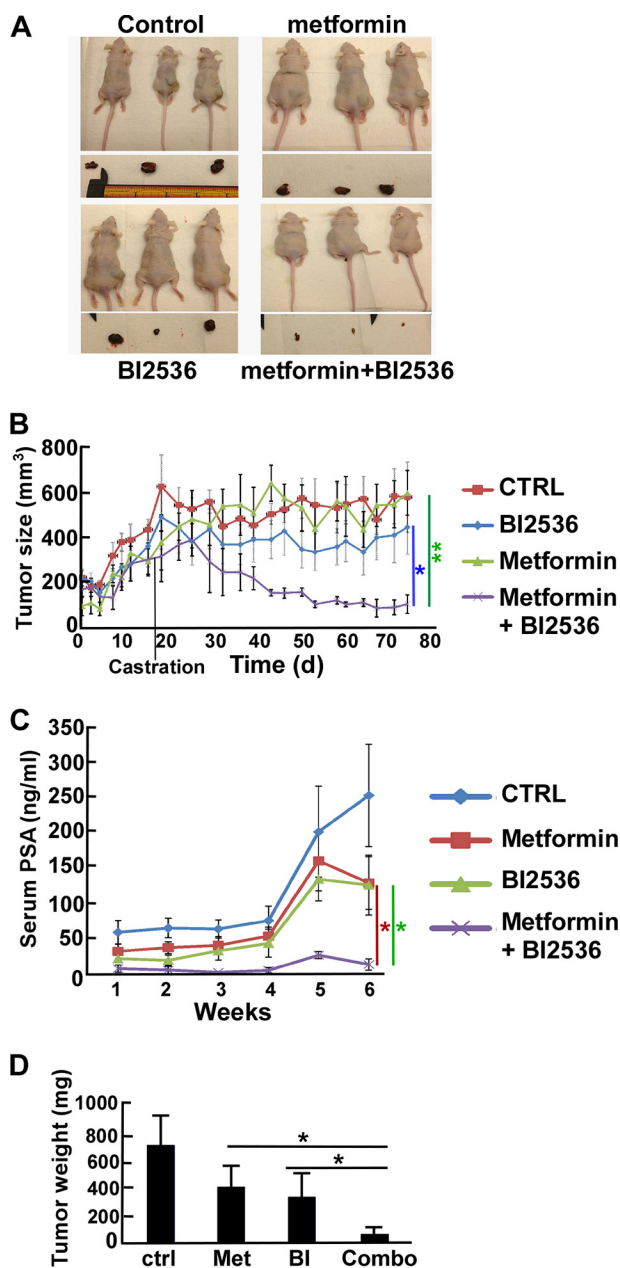 A
Control
metformin
BI2536
metformin+BI2536
B
Tumor size (mm³)
800
600
400
200
0
0 10 20 30 40 50 60 70 80
Castration
Time (d)
CTRL
BI2536
Metformin
Metformin
+ BI2536
*
**
C
Serum PSA (ng/ml)
350
300
250
200
150
100
50
0
1 2 3 4 5 6
Weeks
CTRL
Metformin
BI2536
Metformin
+ BI2536
* *
D
Tumor weight (mg)
1000
800
600
400
200
0
*
*
ctrl Met BI Combo